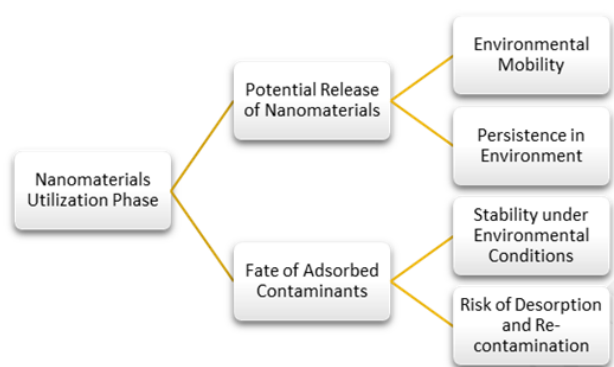 Nanomaterials
Utilization Phase
Potential Release
of Nanomaterials
Environmental
Mobility
Persistence in
Environment
Fate of Adsorbed
Contaminants
Stability under
Environmental
Conditions
Risk of Desorption
and Re-
contamination